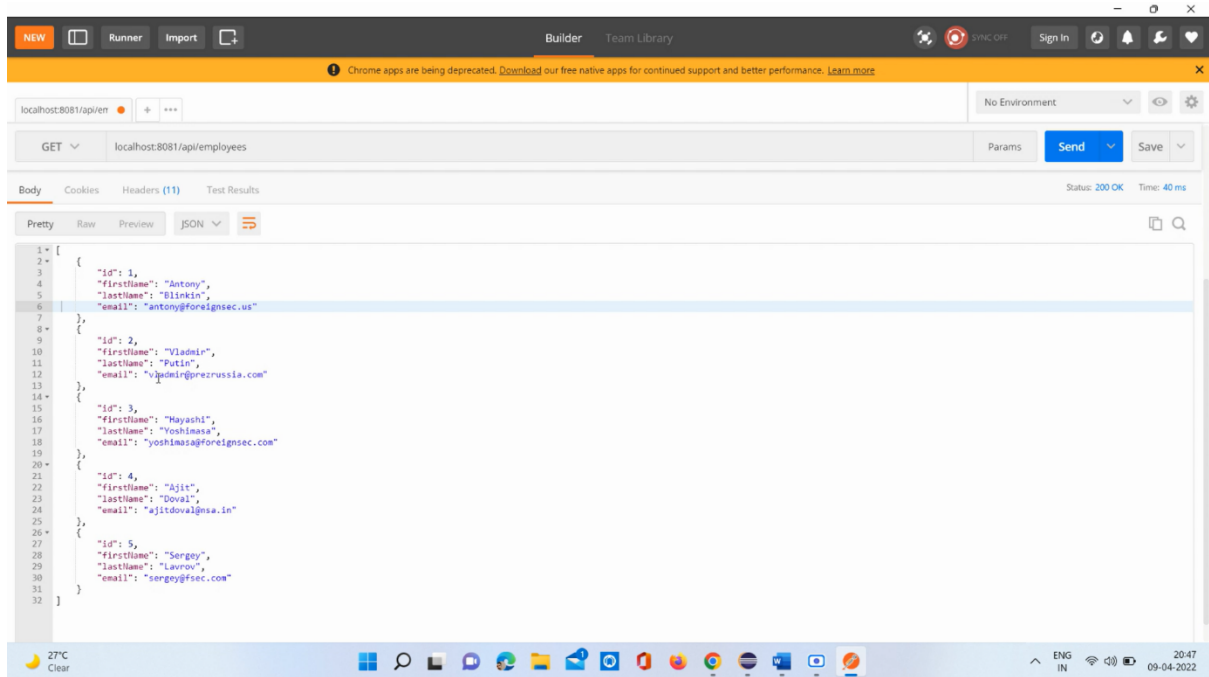 NEW Runner Import Builder Team Library SYNC OFF Sign In
Chrome apps are being deprecated. Download our free native apps for continued support and better performance. Learn more
localhost:8081/api/em No Environment
GET localhost:8081/api/employees Params Send Save
Body Cookies Headers (11) Test Results Status: 200 OK Time: 40 ms
Pretty Raw Preview JSON
1 [
2 {
3 "id": 1,
4 "firstName": "Antony",
5 "lastName": "Blinkin",
6 "email": "antony@foreignsec.us"
7 },
8 {
9 "id": 2,
10 "firstName": "Vladmir",
11 "lastName": "Putin",
12 "email": "vladmir@prezrussia.com"
13 },
14 {
15 "id": 3,
16 "firstName": "Hayashi",
17 "lastName": "Yoshimasa",
18 "email": "yoshimasa@foreignsec.com"
19 },
20 {
21 "id": 4,
22 "firstName": "Ajit",
23 "lastName": "Doval",
24 "email": "ajitdoval@nsa.in"
25 },
26 {
27 "id": 5,
28 "firstName": "Sergey",
29 "lastName": "Lavrov",
30 "email": "sergey@fsec.com"
31 }
32 ]
27°C ENG 20:47
Clear IN 09-04-2022